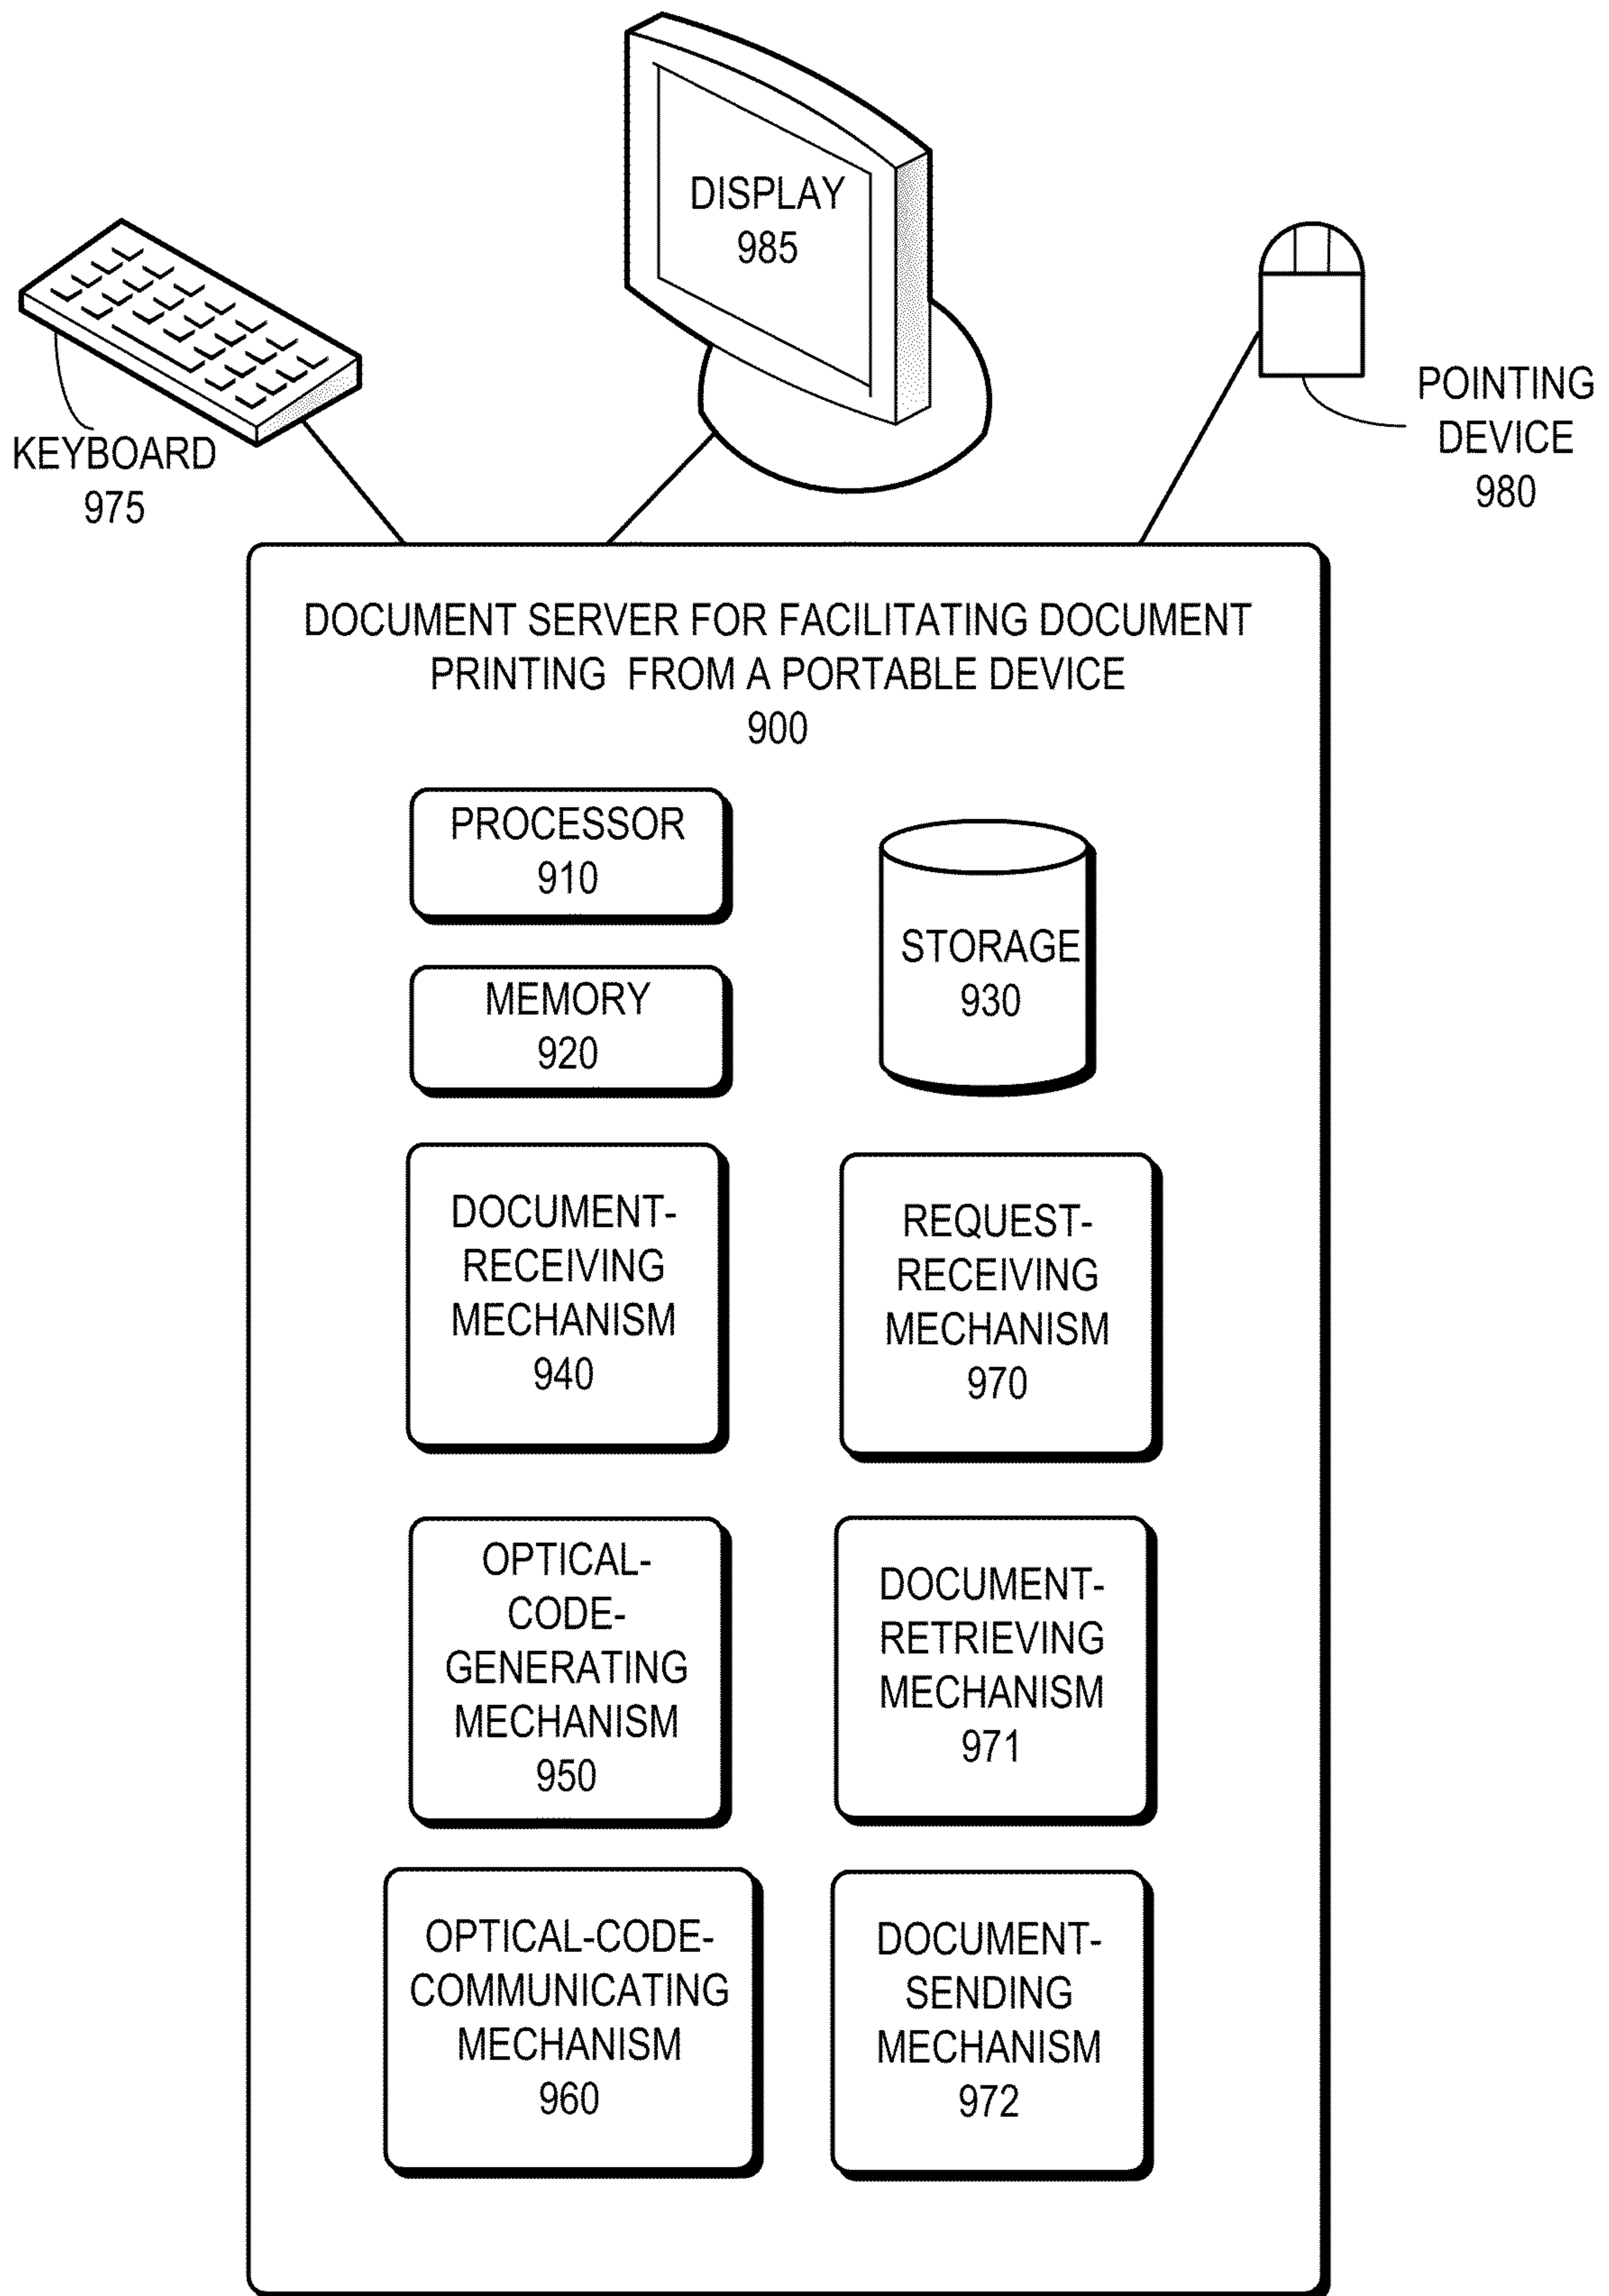 DISPLAY
985
KEYBOARD
975
POINTING
DEVICE
980
DOCUMENT SERVER FOR FACILITATING DOCUMENT
PRINTING FROM A PORTABLE DEVICE
900
PROCESSOR
910
MEMORY
920
STORAGE
930
DOCUMENT-
RECEIVING
MECHANISM
940
REQUEST-
RECEIVING
MECHANISM
970
OPTICAL-
CODE-
GENERATING
MECHANISM
950
DOCUMENT-
RETRIEVING
MECHANISM
971
OPTICAL-CODE-
COMMUNICATING
MECHANISM
960
DOCUMENT-
SENDING
MECHANISM
972